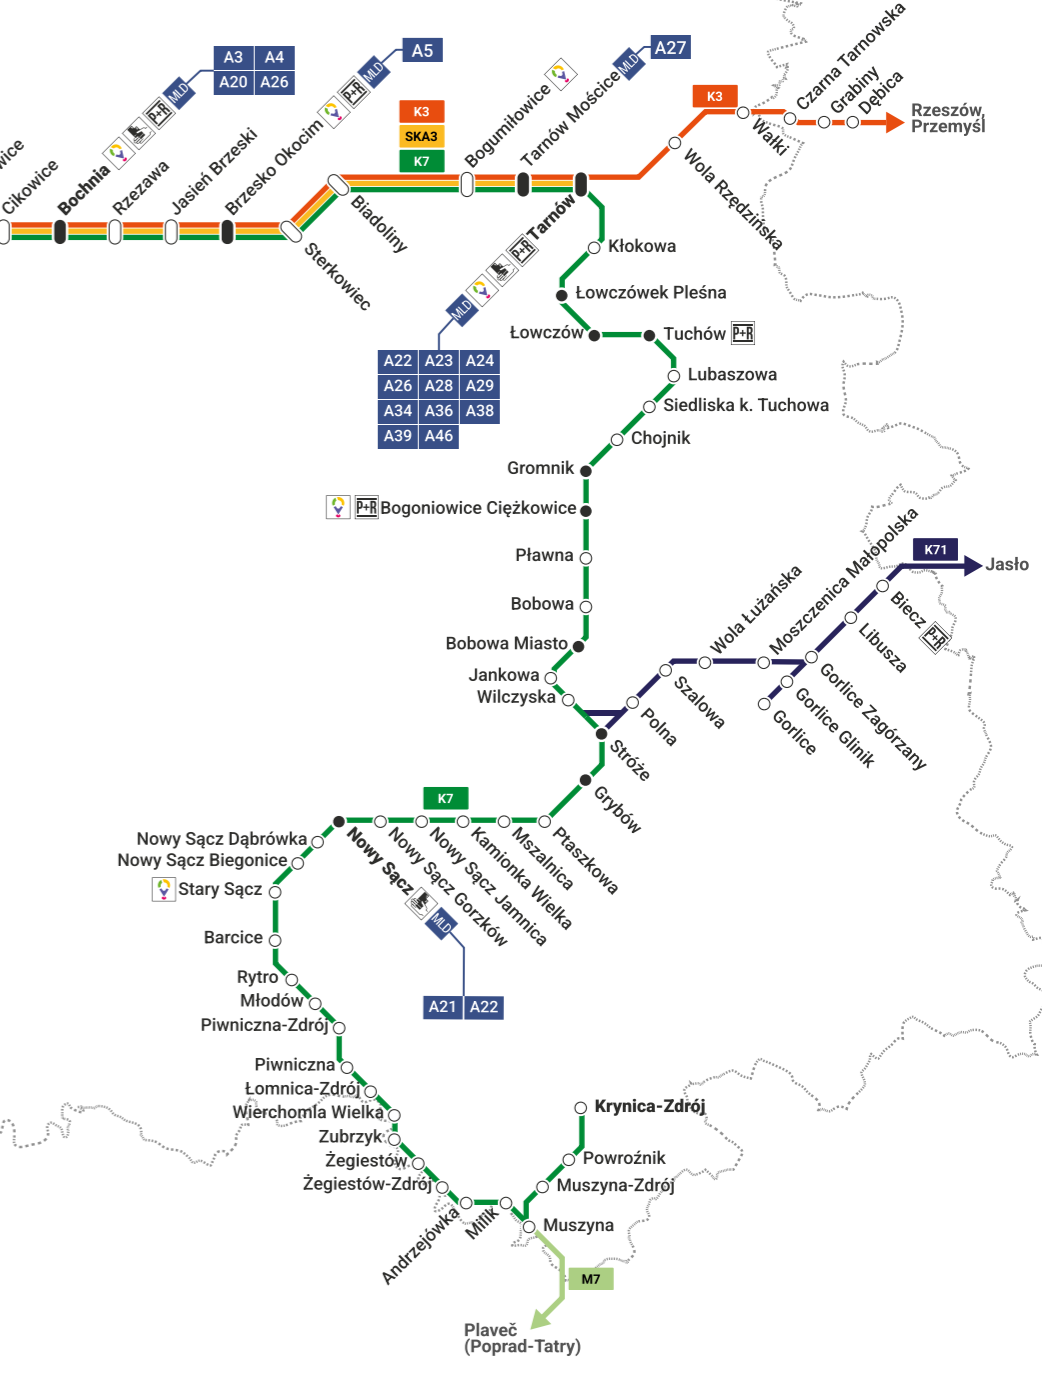 wice
Cikowice
Bochnia
P+R
MLD
A3 A4
A20 A26
Rzezawa
Jasień Brzeski
Brzesko Okocim
P+R
MLD
A5
Sterkowiec
Biadoliny
K3
SKA3
K7
Bogumiłowice
Tarnów Mościce
MLD
A27
Tarnów
P+R
MLD
A22 A23 A24
A26 A28 A29
A34 A36 A38
A39 A46
K3
Wola Rzędzińska
Wałki
Czarna Tarnowska
Grabiny
Dębica
Rzeszów,
Przemyśl
Kłokowa
Łowczówek Pleśna
Łowczów
Tuchów
P+R
Lubaszowa
Siedliska k. Tuchowa
Chojnik
Gromnik
P+R
Bogoniowice Ciężkowice
Pławna
Bobowa
Bobowa Miasto
Jankowa
Wilczyska
Stróże
Polna
Szalowa
Wola Łużańska
Moszczenica Małopolska
Gorlice Zagórzany
Gorlice Glinik
Gorlice
Libusza
Biecz
P+R
K71
Jasło
Grybów
Ptaszkowa
Mszalnica
Kamionka Wielka
Nowy Sącz Jamnica
Nowy Sącz Gorzków
K7
Nowy Sącz
MLD
A21 A22
Nowy Sącz Dąbrówka
Nowy Sącz Biegonice
Stary Sącz
Barcice
Rytro
Młodów
Piwniczna-Zdrój
Piwniczna
Łomnica-Zdrój
Wierchomla Wielka
Zubrzyk
Żegiestów
Żegiestów-Zdrój
Andrzejówka
Milik
Muszyna
Muszyna-Zdrój
Powroźnik
Krynica-Zdrój
M7
Plaveč
(Poprad-Tatry)